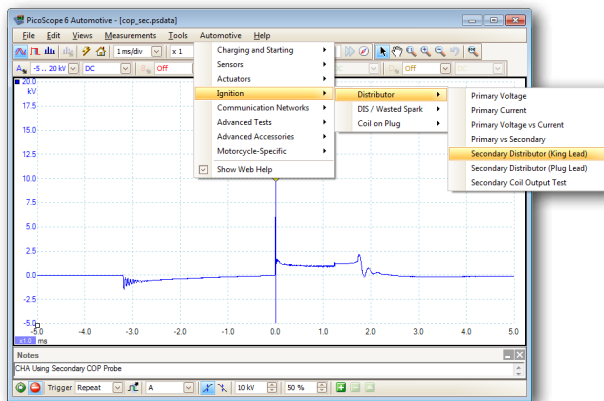 PicoScope 6 Automotive - [cop_sec.psdata]
File Edit Views Measurements Tools Automotive Help
1 ms/div x 1
A -5 .. 20 kV DC B Off Off
Charging and Starting
Sensors
Actuators
Ignition
Communication Networks
Advanced Tests
Advanced Accessories
Motorcycle-Specific
Show Web Help
Distributor
DIS / Wasted Spark
Coil on Plug
Primary Voltage
Primary Current
Primary Voltage vs Current
Primary vs Secondary
Secondary Distributor (King Lead)
Secondary Distributor (Plug Lead)
Secondary Coil Output Test
20.0
kV
17.5
15.0
12.5
10.0
7.5
5.0
2.5
0.0
-2.5
-5.0
-5.0 -4.0 -3.0 -2.0 -1.0 0.0 1.0 2.0 3.0 4.0 5.0
x1.0 ms
Notes
CHA Using Secondary COP Probe
Trigger Repeat A 10 kV 50 %